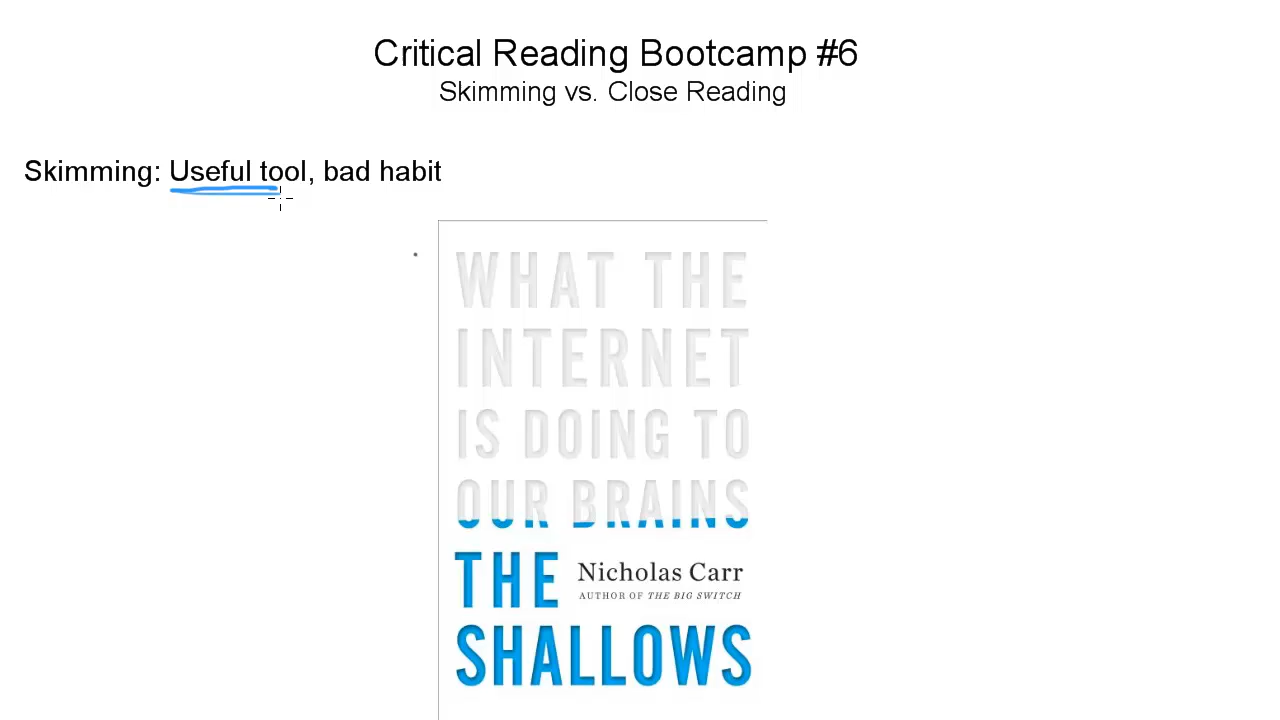 Critical Reading Bootcamp #6
Skimming vs. Close Reading
Skimming: Useful tool, bad habit
WHAT THE
INTERNET
IS DOING TO
OUR BRAINS
THE
Nicholas Carr
AUTHOR OF THE BIG SWITCH
SHALLOWS